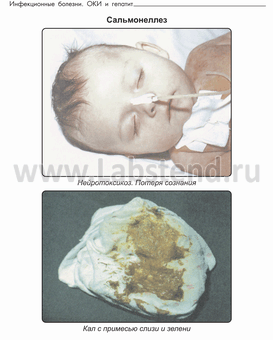 Инфекционные болезни. ОКИ и гепатит
Сальмонеллез
www.Labstend.ru
Нейротоксикоз. Потеря сознания
Кал с примесью слизи и зелени